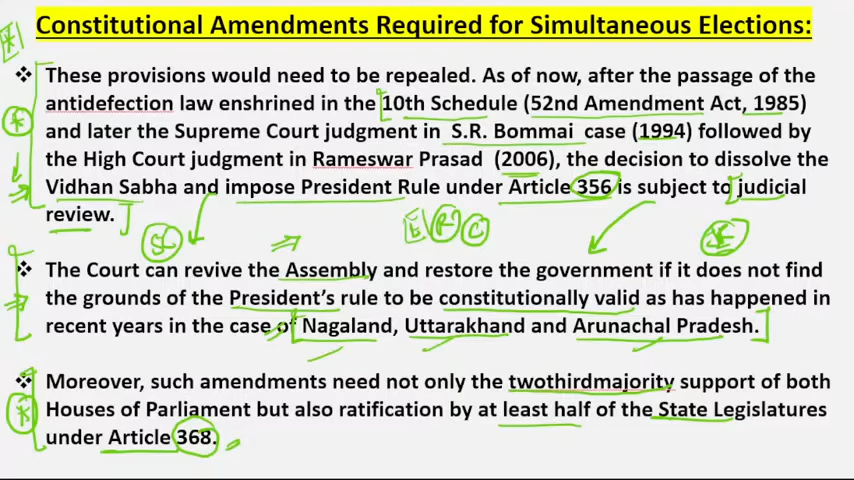 Constitutional Amendments Required for Simultaneous Elections:
These provisions would need to be repealed. As of now, after the passage of the
antidefection law enshrined in the 10th Schedule (52nd Amendment Act, 1985)
and later the Supreme Court judgment in S.R. Bommai case (1994) followed by
the High Court judgment in Rameswar Prasad (2006), the decision to dissolve the
Vidhan Sabha and impose President Rule under Article 356 is subject to judicial
review.
SC
E R C
The Court can revive the Assembly and restore the government if it does not find
the grounds of the President's rule to be constitutionally valid as has happened in
recent years in the case of Nagaland, Uttarakhand and Arunachal Pradesh.
Moreover, such amendments need not only the twothirdmajority support of both
Houses of Parliament but also ratification by at least half of the State Legislatures
under Article 368.